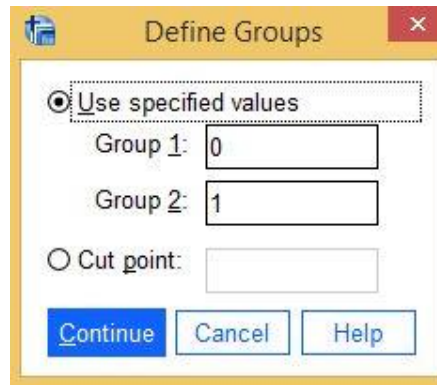 Define Groups
Use specified values
Group 1: 0
Group 2: 1
Cut point:
Continue Cancel Help